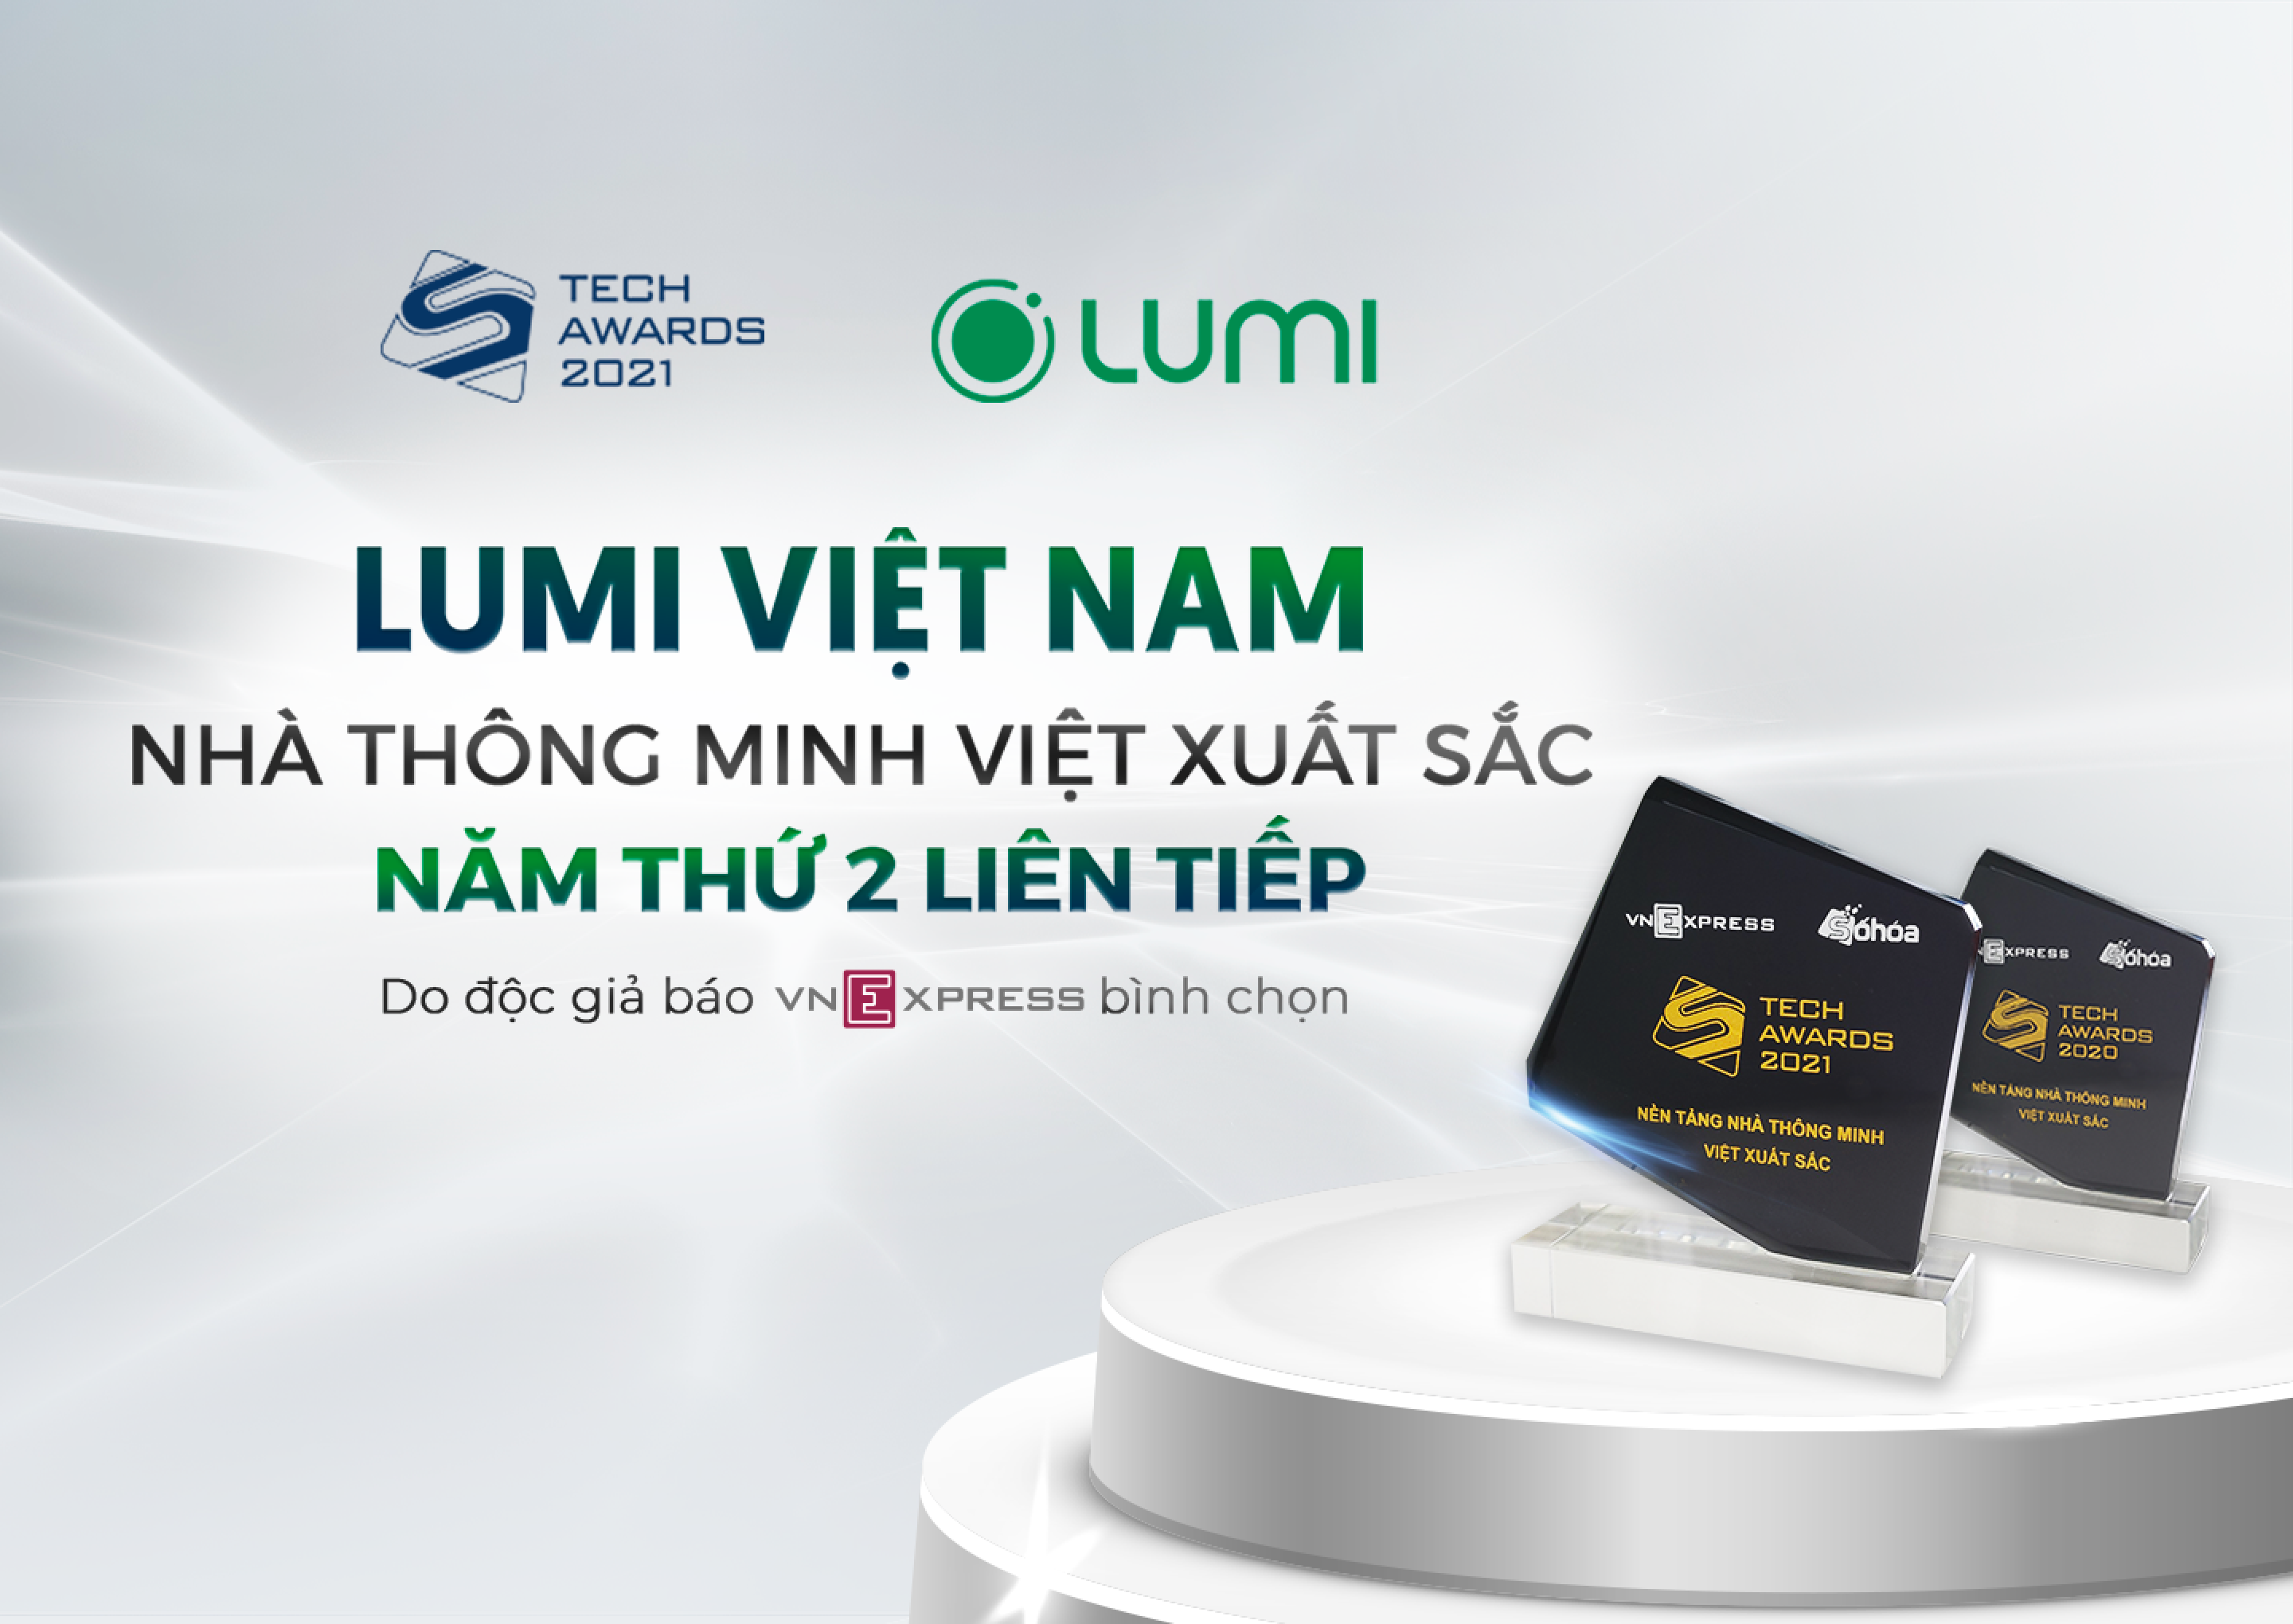 TECH
AWARDS
2021
LUMI
LUMI VIỆT NAM
NHÀ THÔNG MINH VIỆT XUẤT SẮC
NĂM THỨ 2 LIÊN TIẾP
Do độc giả báo VNEXPRESS bình chọn
VNEXPRESS Sốhóa
TECH
AWARDS
2021
NỀN TẢNG NHÀ THÔNG MINH
VIỆT XUẤT SẮC
NEXPRESS Sốhóa
TECH
AWARDS
2020
NỀN TẢNG NHÀ THÔNG MINH
VIỆT XUẤT SẮC